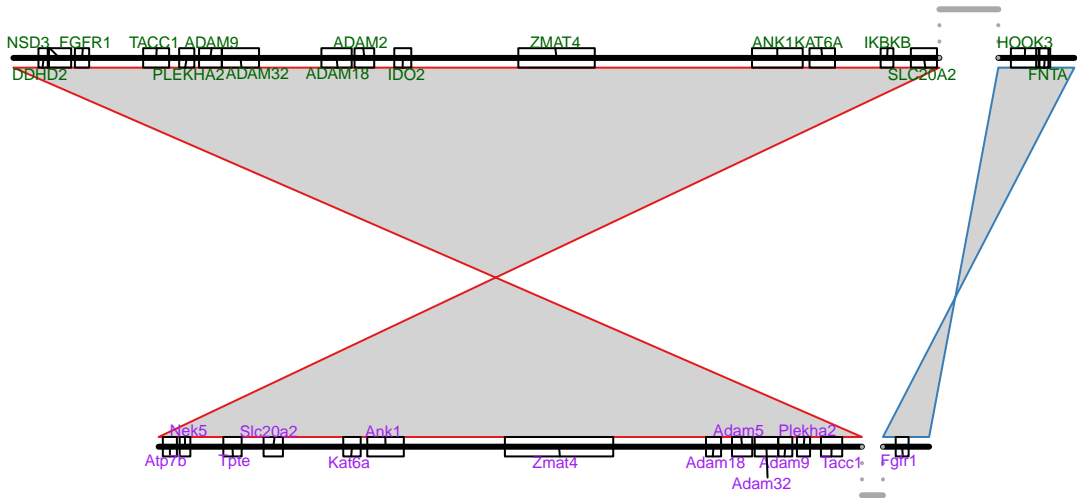 NSD3 FGFR1 TACC1 ADAM9 ADAM2 ZMAT4 ANK1 KAT6A IKBKB HOOK3
DDHD2 PLEKHA2 ADAM32 ADAM18 IDO2 SLC20A2 FNTA
Nek5 Slc20a2 Ank1 Adam5 Plekha2
Atp7b Tpte Kat6a Zmat4 Adam18 Adam9 Tacc1 Fgfr1
Adam32